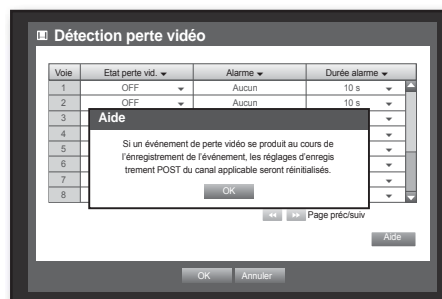 Détection perte vidéo
Voie Etat perte vid. Alarme Durée alarme
1 OFF Aucun 10 s
2 OFF Aucun 10 s
3
Aide
4
Si un événement de perte vidéo se produit au cours de
5
l'énregistrement de l'événement, les réglages d'enregis
6
trement POST du canal applicable seront réinitialisés.
7
OK
8
Page préc/suiv
Aide
OK Annuler